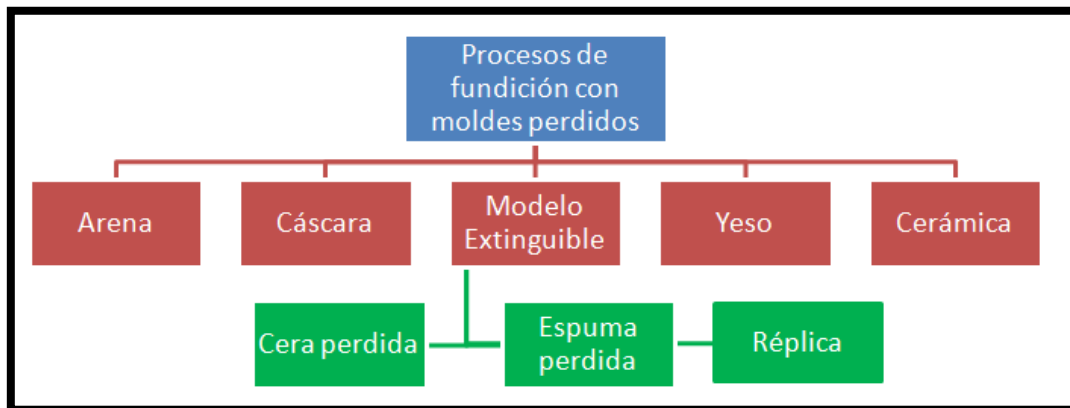 Procesos de
fundición con
moldes perdidos
Arena
Cáscara
Modelo
Extinguible
Yeso
Cerámica
Cera perdida
Espuma
perdida
Réplica